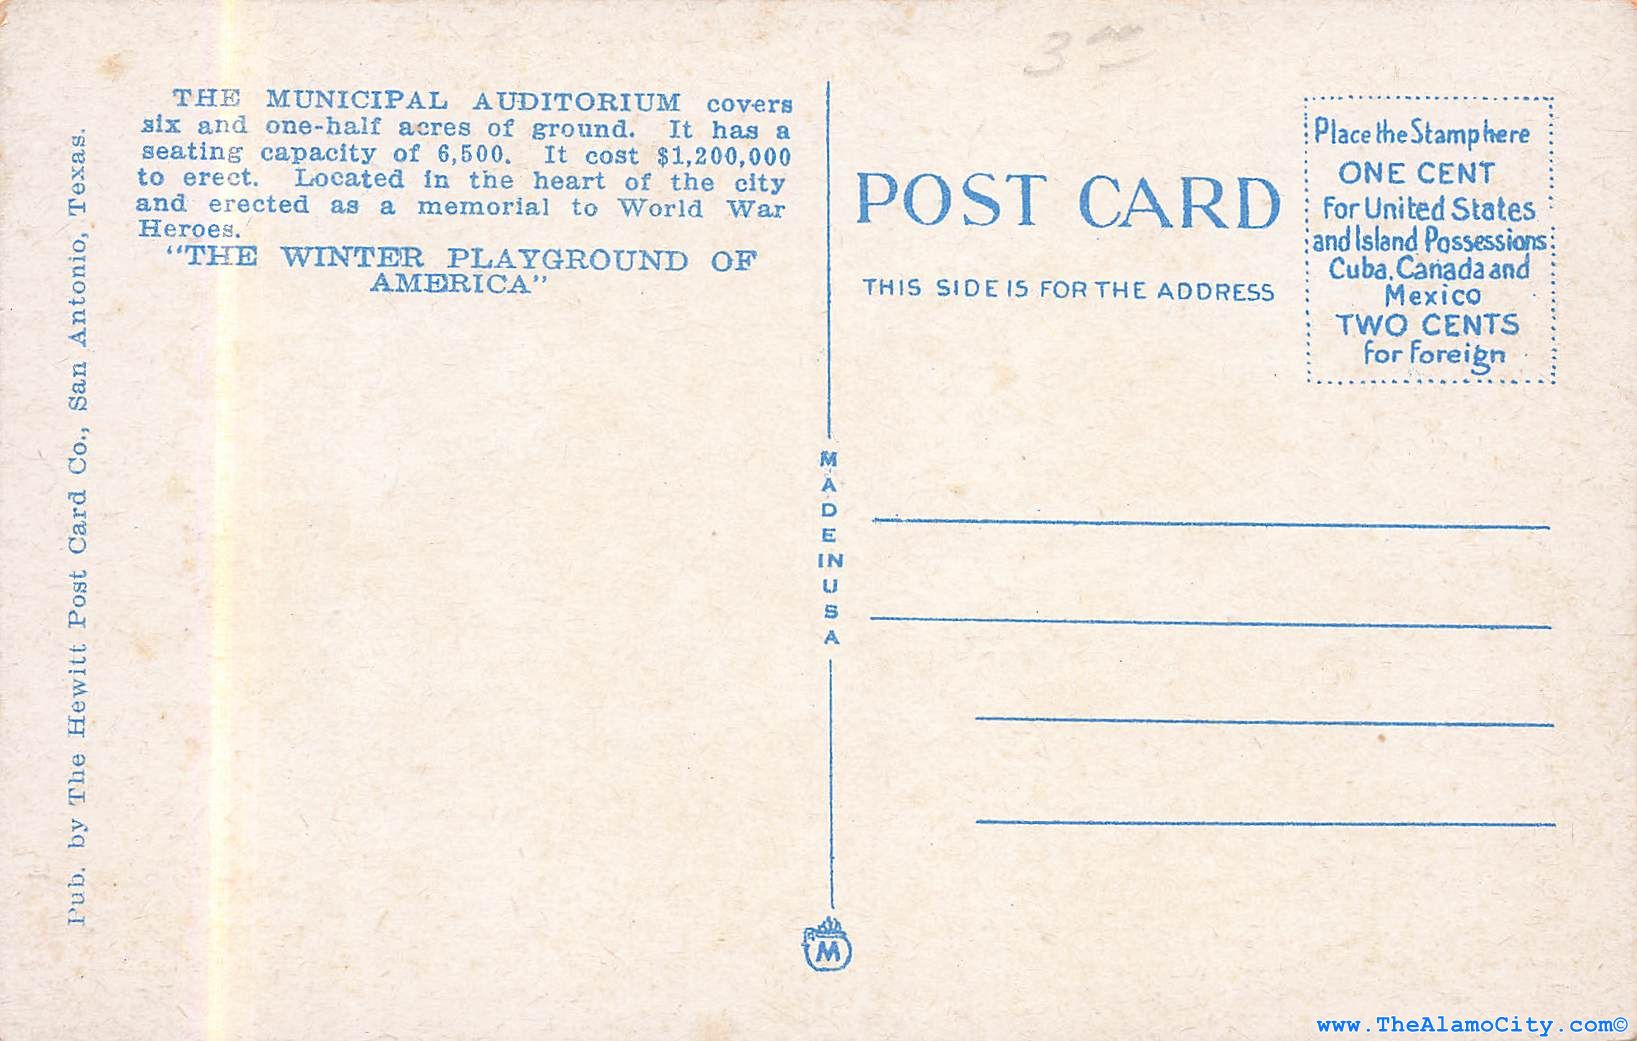 3.00
THE MUNICIPAL AUDITORIUM covers
six and one-half acres of ground. It has a
seating capacity of 6,500. It cost $1,200,000
to erect. Located in the heart of the city
and erected as a memorial to World War
Heroes.
"THE WINTER PLAYGROUND OF
AMERICA"
Pub. by The Hewitt Post Card Co., San Antonio, Texas.
MADE IN USA
M
POST CARD
THIS SIDE IS FOR THE ADDRESS
Place the Stamp here
ONE CENT
for United States
and Island Possessions
Cuba, Canada and
Mexico
TWO CENTS
for Foreign
www.TheAlamoCity.com©